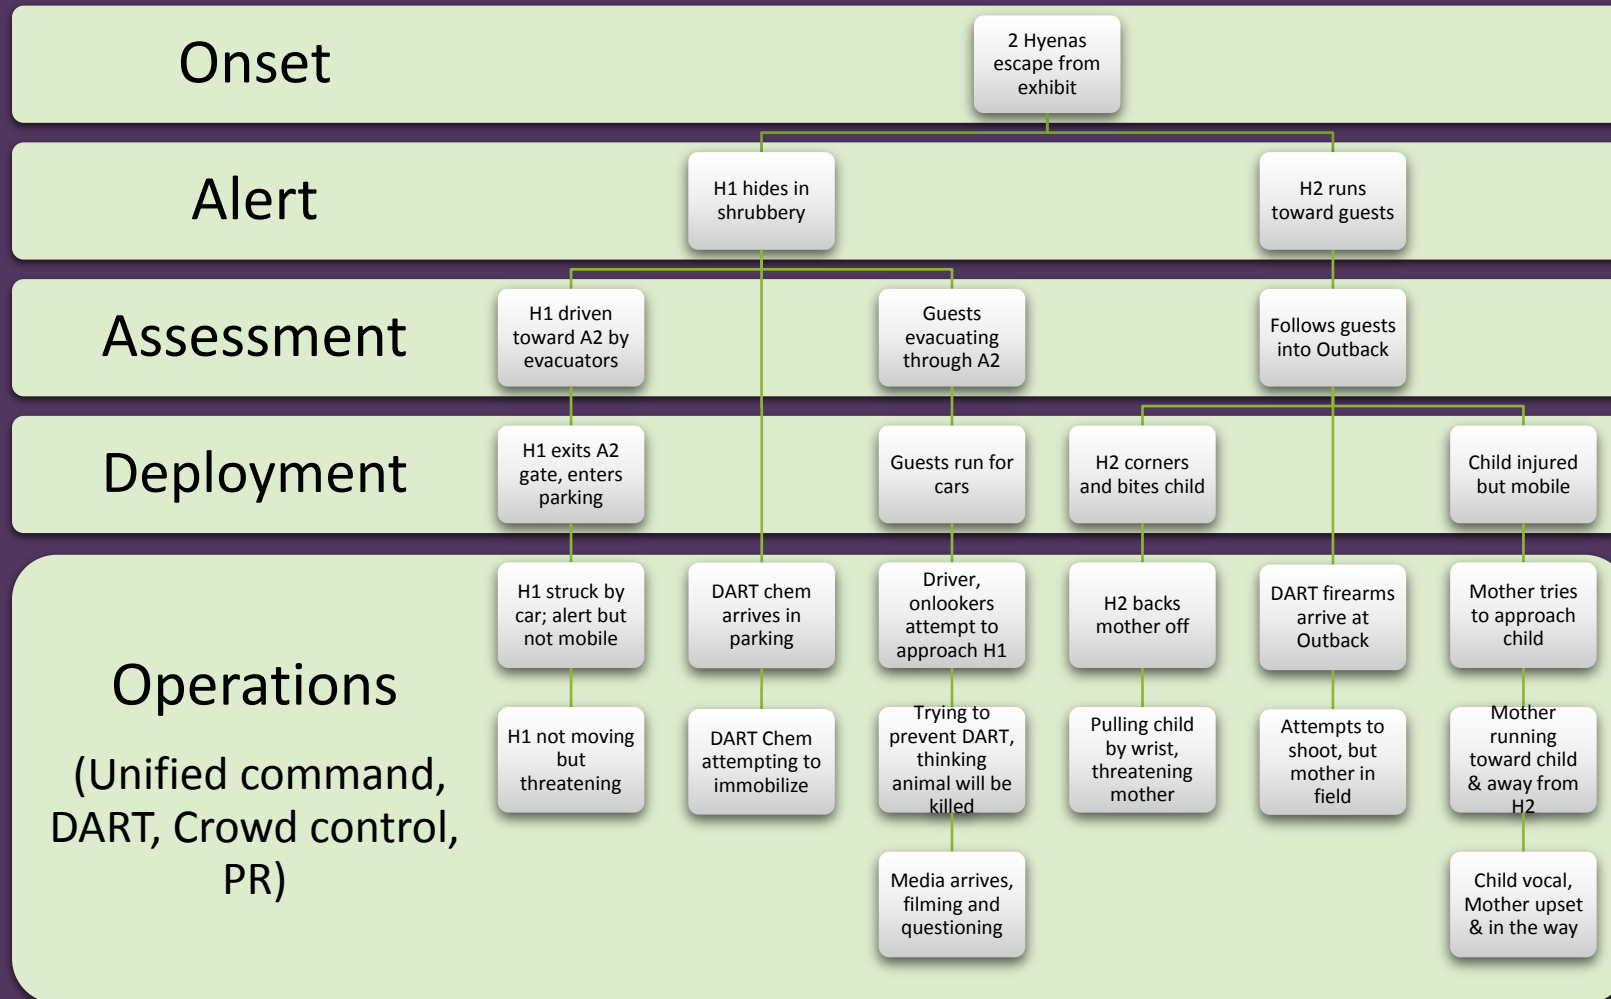 Onset
2 Hyenas
escape from
exhibit
Alert
H1 hides in
shrubbery
H2 runs
toward guests
Assessment
H1 driven
toward A2 by
evacuators
Guests
evacuating
through A2
Follows guests
into Outback
Deployment
H1 exits A2
gate, enters
parking
Guests run for
cars
H2 corners
and bites child
Child injured
but mobile
Operations
(Unified command,
DART, Crowd control,
PR)
H1 struck by
car; alert but
not mobile
DART chem
arrives in
parking
Driver,
onlookers
attempt to
approach H1
H2 backs
mother off
DART firearms
arrive at
Outback
Mother tries
to approach
child
H1 not moving
but
threatening
DART Chem
attempting to
immobilize
Trying to
prevent DART,
thinking
animal will be
killed
Pulling child
by wrist,
threatening
mother
Attempts to
shoot, but
mother in
field
Mother
running
toward child
& away from
H2
Media arrives,
filming and
questioning
Child vocal,
Mother upset
& in the way